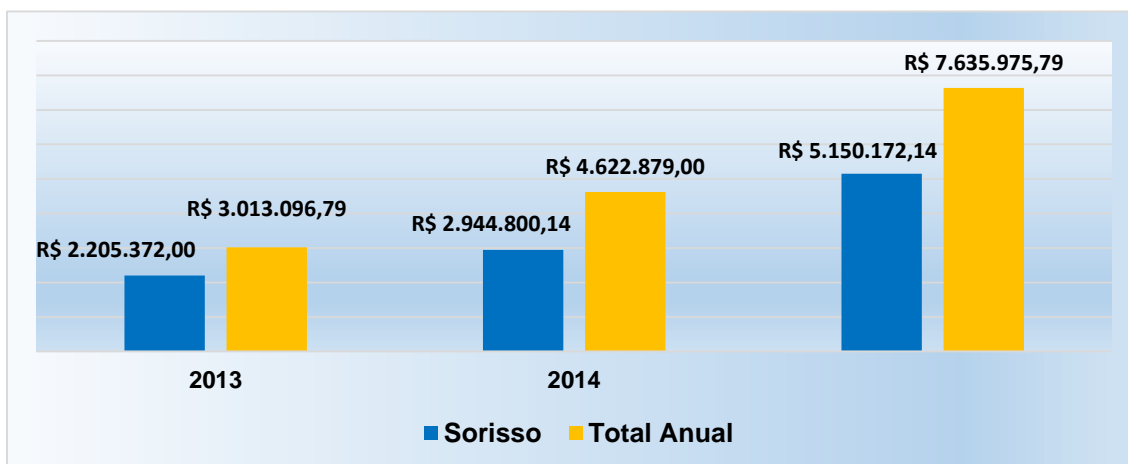 R$ 7.635.975,79
R$ 5.150.172,14
R$ 4.622.879,00
R$ 3.013.096,79
R$ 2.944.800,14
R$ 2.205.372,00
2013 2014
Sorisso Total Anual